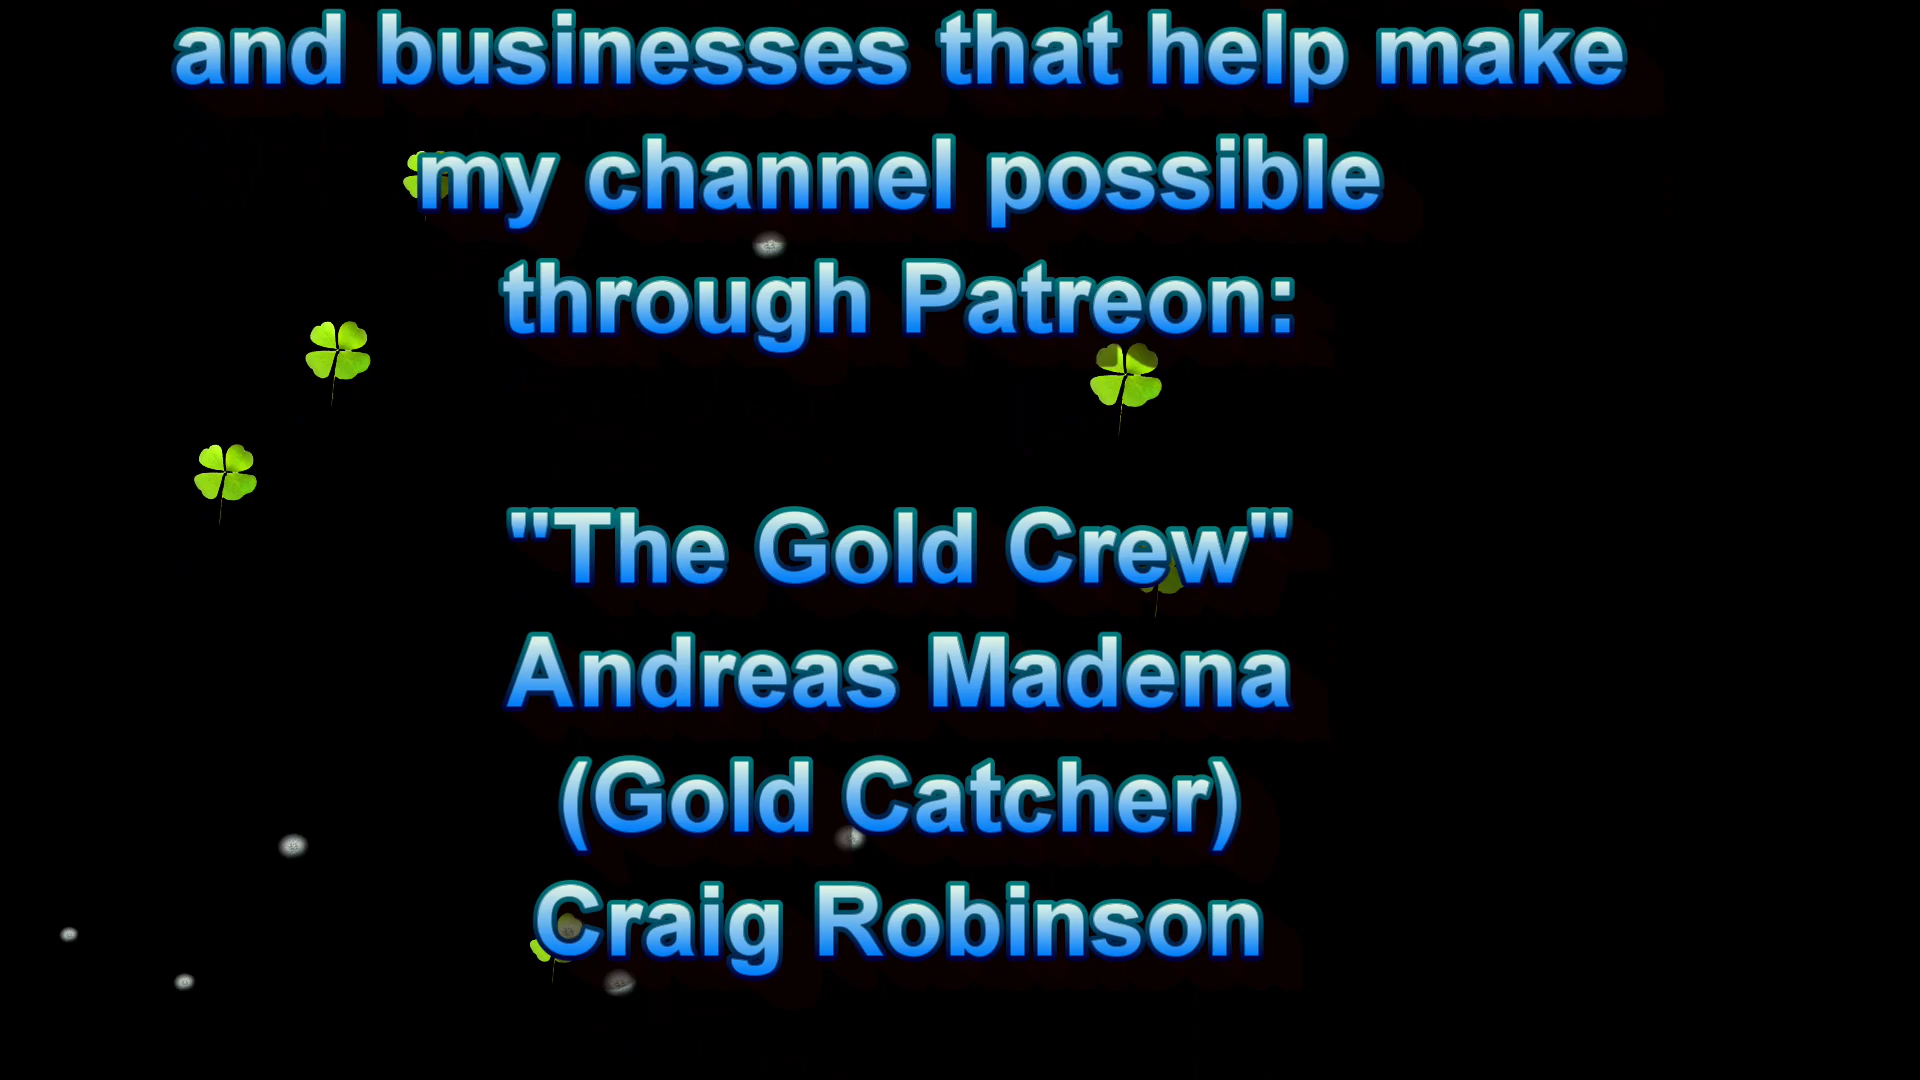 and businesses that help make
my channel possible
through Patreon:
"The Gold Crew"
Andreas Madena
(Gold Catcher)
Craig Robinson